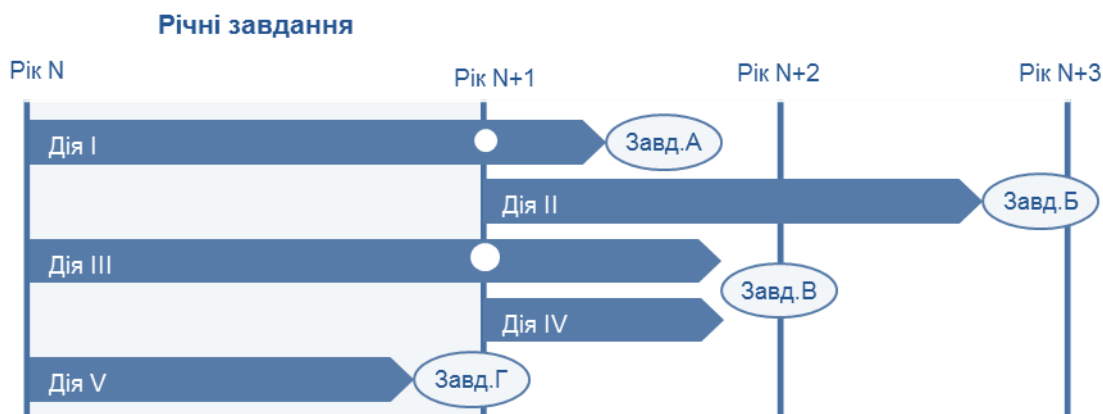 Річні завдання
Рік N
Рік N+1
Рік N+2
Рік N+3
Дія I
Завд.А
Дія II
Завд.Б
Дія III
Завд.В
Дія IV
Дія V
Завд.Г